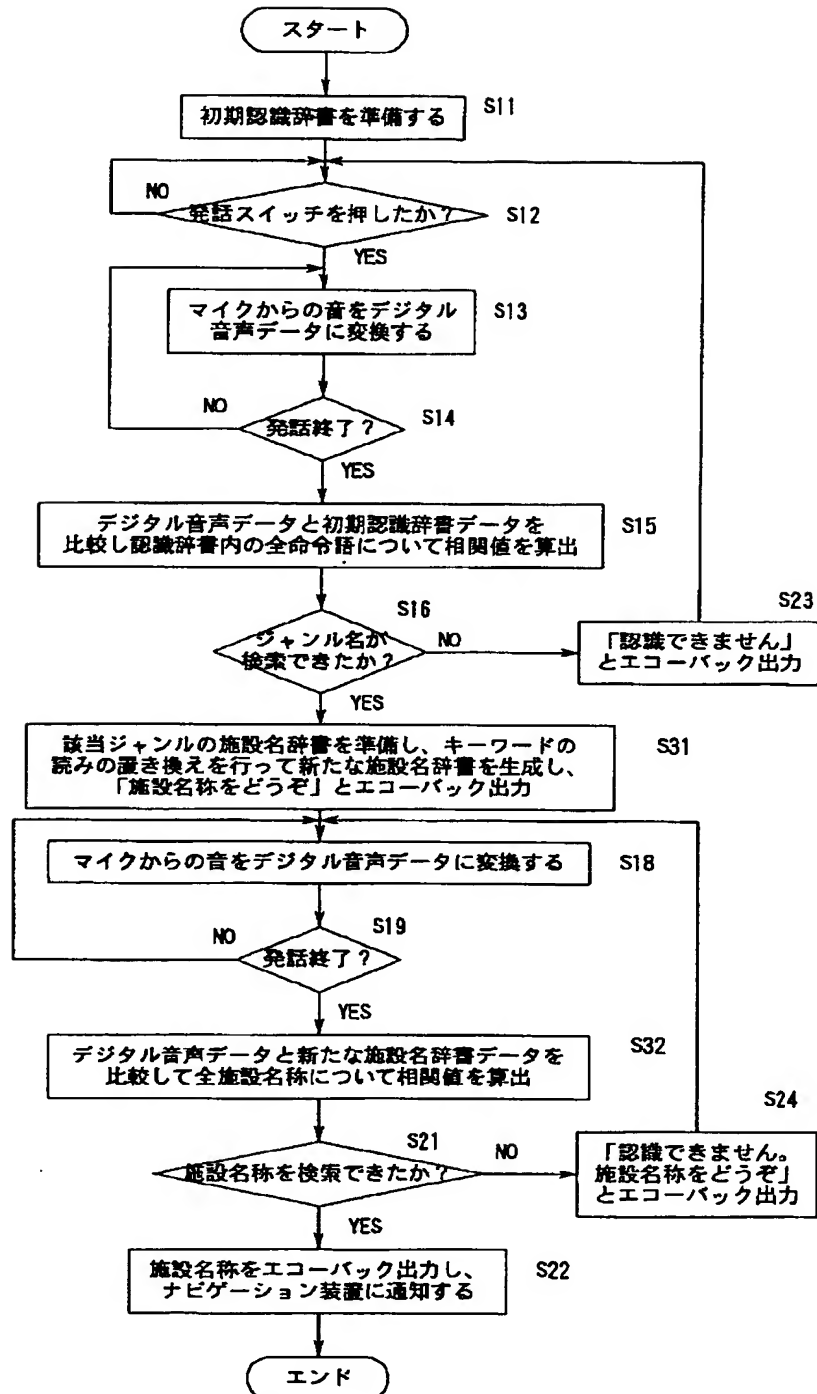 スタート
初期認識辞書を準備する
S11
NO
発話スイッチを押したか？
S12
YES
マイクからの音をデジタル
音声データに変換する
S13
NO
発話終了？
S14
YES
デジタル音声データと初期認識辞書データを
比較し認識辞書内の全命令語について相関値を算出
S15
S16
ジャンル名が
検索できたか？
NO
S23
「認識できません」
とエコーバック出力
YES
該当ジャンルの施設名辞書を準備し、キーワードの
読みの置き換えを行って新たな施設名辞書を生成し、
「施設名称をどうぞ」とエコーバック出力
S31
マイクからの音をデジタル音声データに変換する
S18
NO
S19
発話終了？
YES
デジタル音声データと新たな施設名辞書データを
比較して全施設名称について相関値を算出
S32
S21
施設名称を検索できたか？
NO
S24
「認識できません。
施設名称をどうぞ」
とエコーバック出力
YES
施設名称をエコーバック出力し、
ナビゲーション装置に通知する
S22
エンド